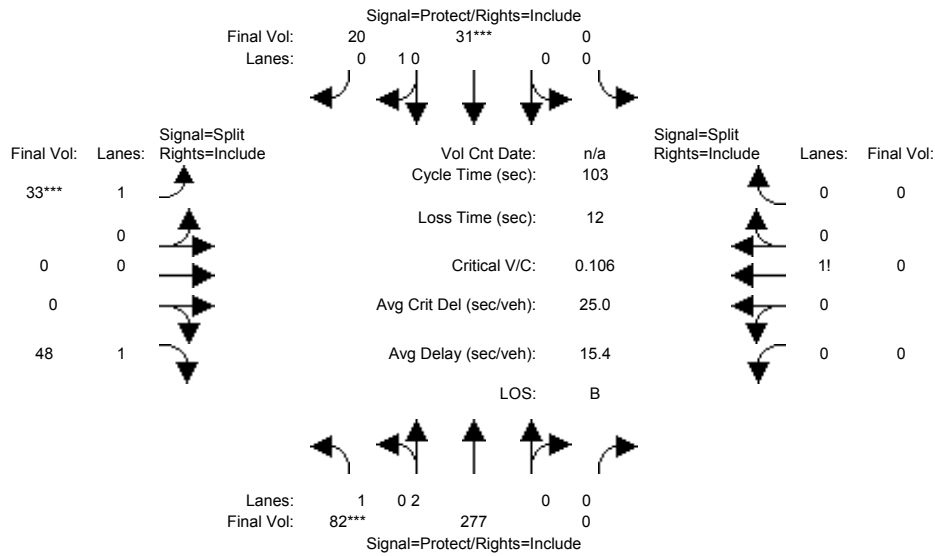 Signal=Protect/Rights=Include
Final Vol: 20 31*** 0
Lanes: 0 1 0 0 0
Signal=Split
Final Vol: Lanes: Rights=Include
Vol Cnt Date: n/a
Signal=Split
Rights=Include Lanes: Final Vol:
Cycle Time (sec): 103
33*** 1
0 0
Loss Time (sec): 12
0
0
0 0
Critical V/C: 0.106
1! 0
0
Avg Crit Del (sec/veh): 25.0
0
48 1
Avg Delay (sec/veh): 15.4
0 0
LOS: B
Lanes: 1 0 2 0 0
Final Vol: 82*** 277 0
Signal=Protect/Rights=Include